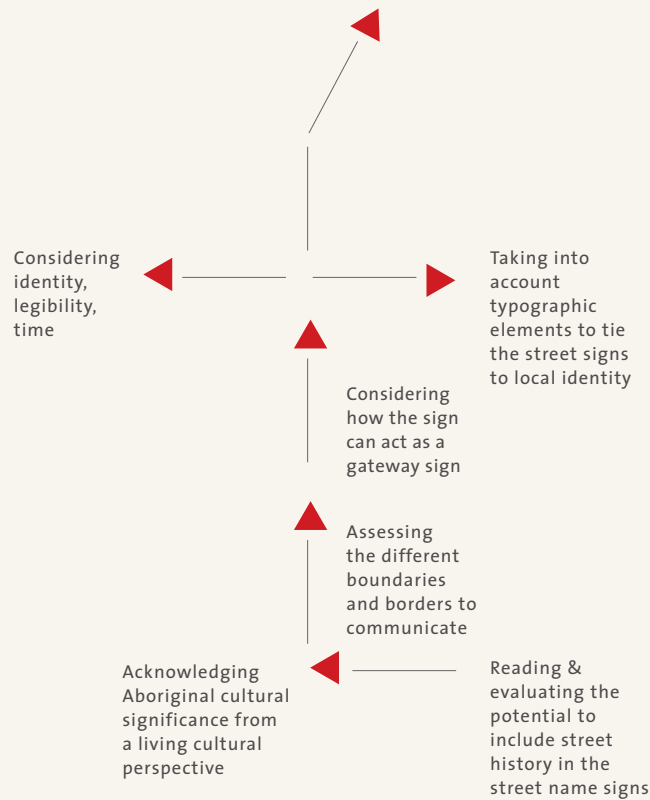 Considering
identity,
legibility,
time
Taking into
account
typographic
elements to tie
the street signs
to local identity
Considering
how the sign
can act as a
gateway sign
Assessing
the different
boundaries
and borders to
communicate
Acknowledging
Aboriginal cultural
significance from
a living cultural
perspective
Reading &
evaluating the
potential to
include street
history in the
street name signs